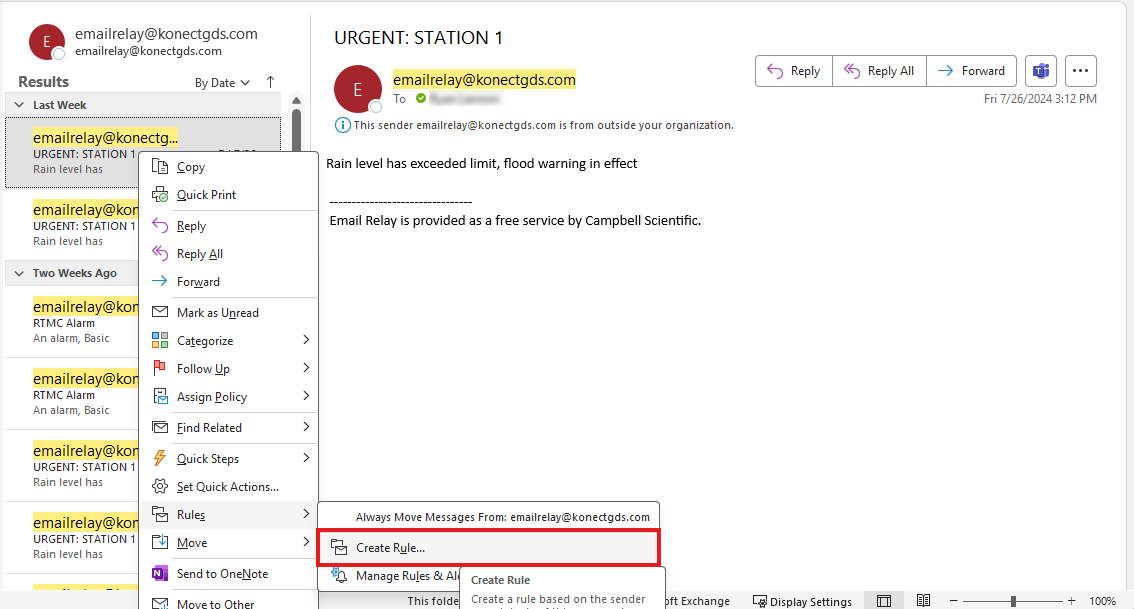 E
emailrelay@konectgds.com
emailrelay@konectgds.com
Results
By Date
Last Week
emailrelay@konectg...
URGENT: STATION 1
Rain level has
emailrelay@kon
URGENT: STATION 1
Rain level has
Two Weeks Ago
emailrelay@kon
RTMC Alarm
An alarm, Basic
emailrelay@kon
RTMC Alarm
An alarm, Basic
emailrelay@kon
URGENT: STATION 1
Rain level has
emailrelay@kon
URGENT: STATION 1
Rain level has
Copy
Quick Print
Reply
Reply All
Forward
Mark as Unread
Categorize
Follow Up
Assign Policy
Find Related
Quick Steps
Set Quick Actions...
Rules
Move
Send to OneNote
Move to Other
Always Move Messages From: emailrelay@konectgds.com
Create Rule...
Manage Rules & Ale
Create Rule
Create a rule based on the sender
URGENT: STATION 1
E
emailrelay@konectgds.com
To
Reply
Reply All
Forward
Fri 7/26/2024 3:12 PM
This sender emailrelay@konectgds.com is from outside your organization.
Rain level has exceeded limit, flood warning in effect
--------------------------------
Email Relay is provided as a free service by Campbell Scientific.
This folde
oft Exchange
Display Settings
100%